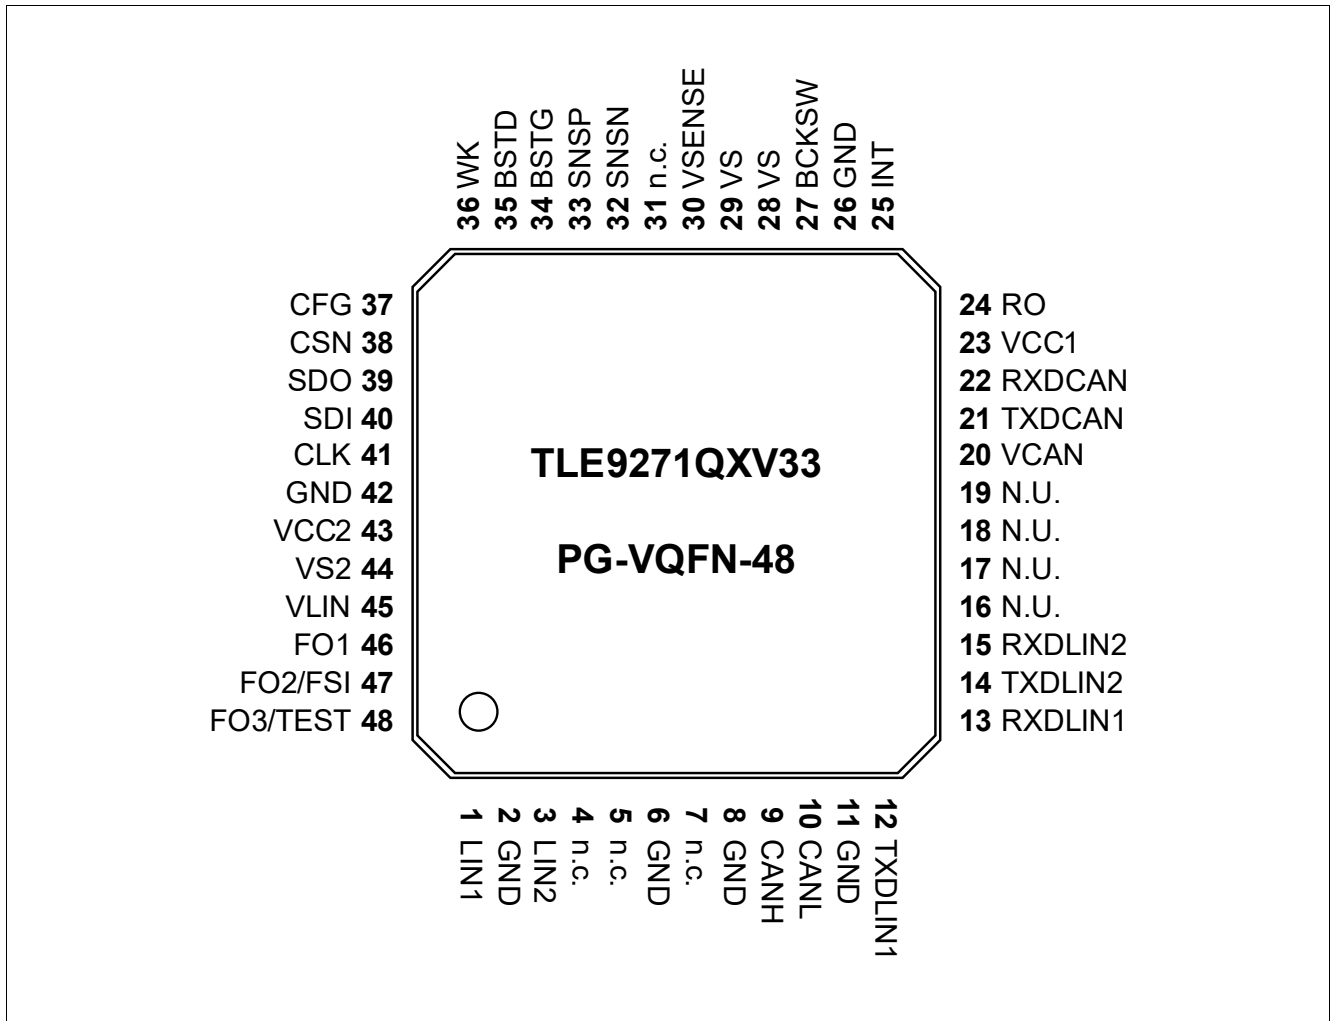 36 WK
35 BSTD
34 BSTG
33 SNSP
32 SNSN
31 n.c.
30 VSENSE
29 VS
28 VS
27 BCKSW
26 GND
25 INT
CFG 37
CSN 38
SDO 39
SDI 40
CLK 41
GND 42
VCC2 43
VS2 44
VLIN 45
FO1 46
FO2/FSI 47
FO3/TEST 48
TLE9271QXV33
PG-VQFN-48
24 RO
23 VCC1
22 RXDCAN
21 TXDCAN
20 VCAN
19 N.U.
18 N.U.
17 N.U.
16 N.U.
15 RXDLIN2
14 TXDLIN2
13 RXDLIN1
1 LIN1
2 GND
3 LIN2
4 n.c.
5 n.c.
6 GND
7 n.c.
8 GND
9 CANH
10 CANL
11 GND
12 TXDLIN1